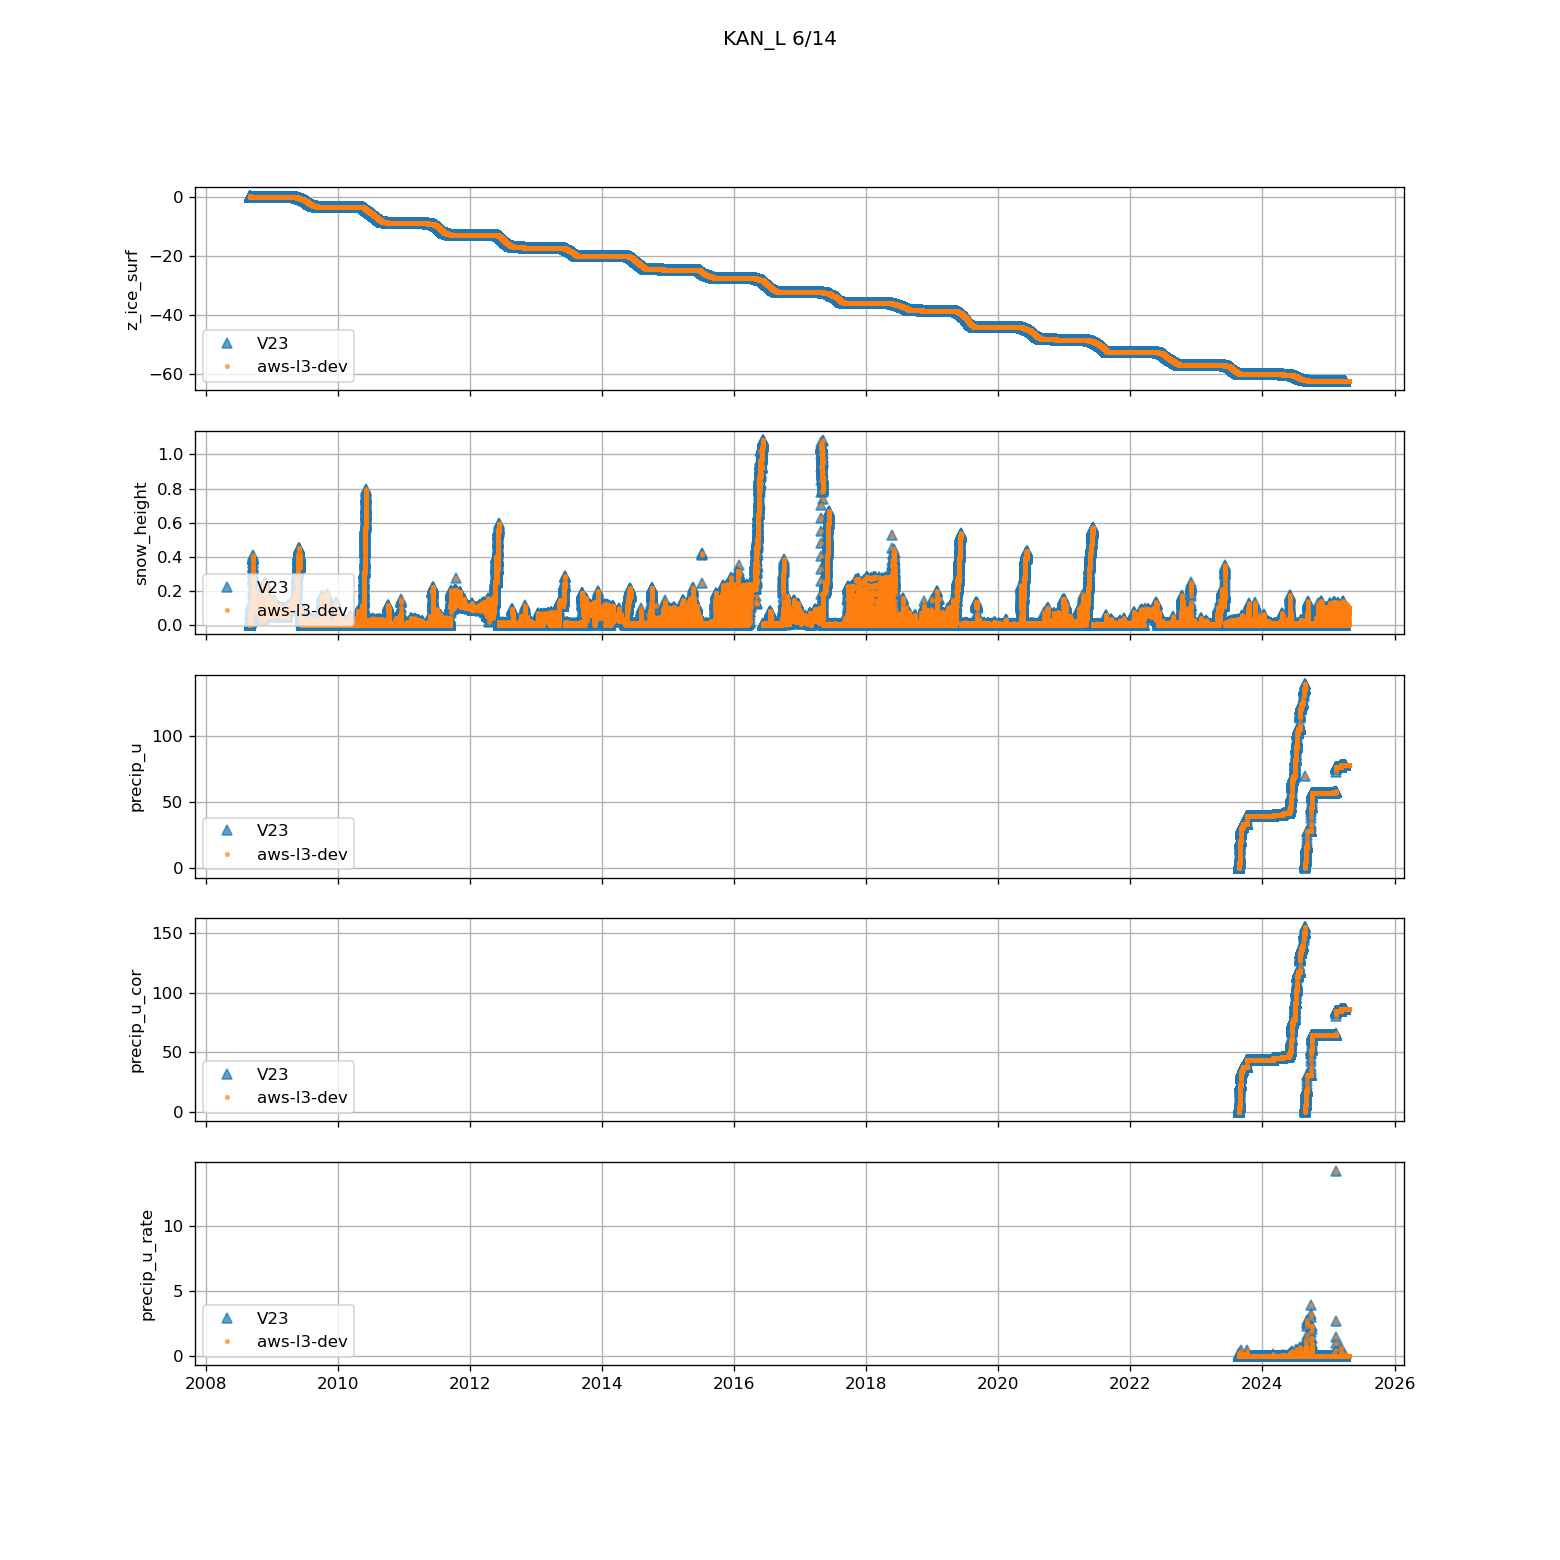 KAN_L 6/14
0
−20
−40
−60
z_ice_surf
V23
aws-l3-dev
1.0
0.8
0.6
0.4
0.2
0.0
snow_height
V23
aws-l3-dev
100
50
0
precip_u
V23
aws-l3-dev
150
100
50
0
precip_u_cor
V23
aws-l3-dev
10
5
0
precip_u_rate
V23
aws-l3-dev
2008 2010 2012 2014 2016 2018 2020 2022 2024 2026